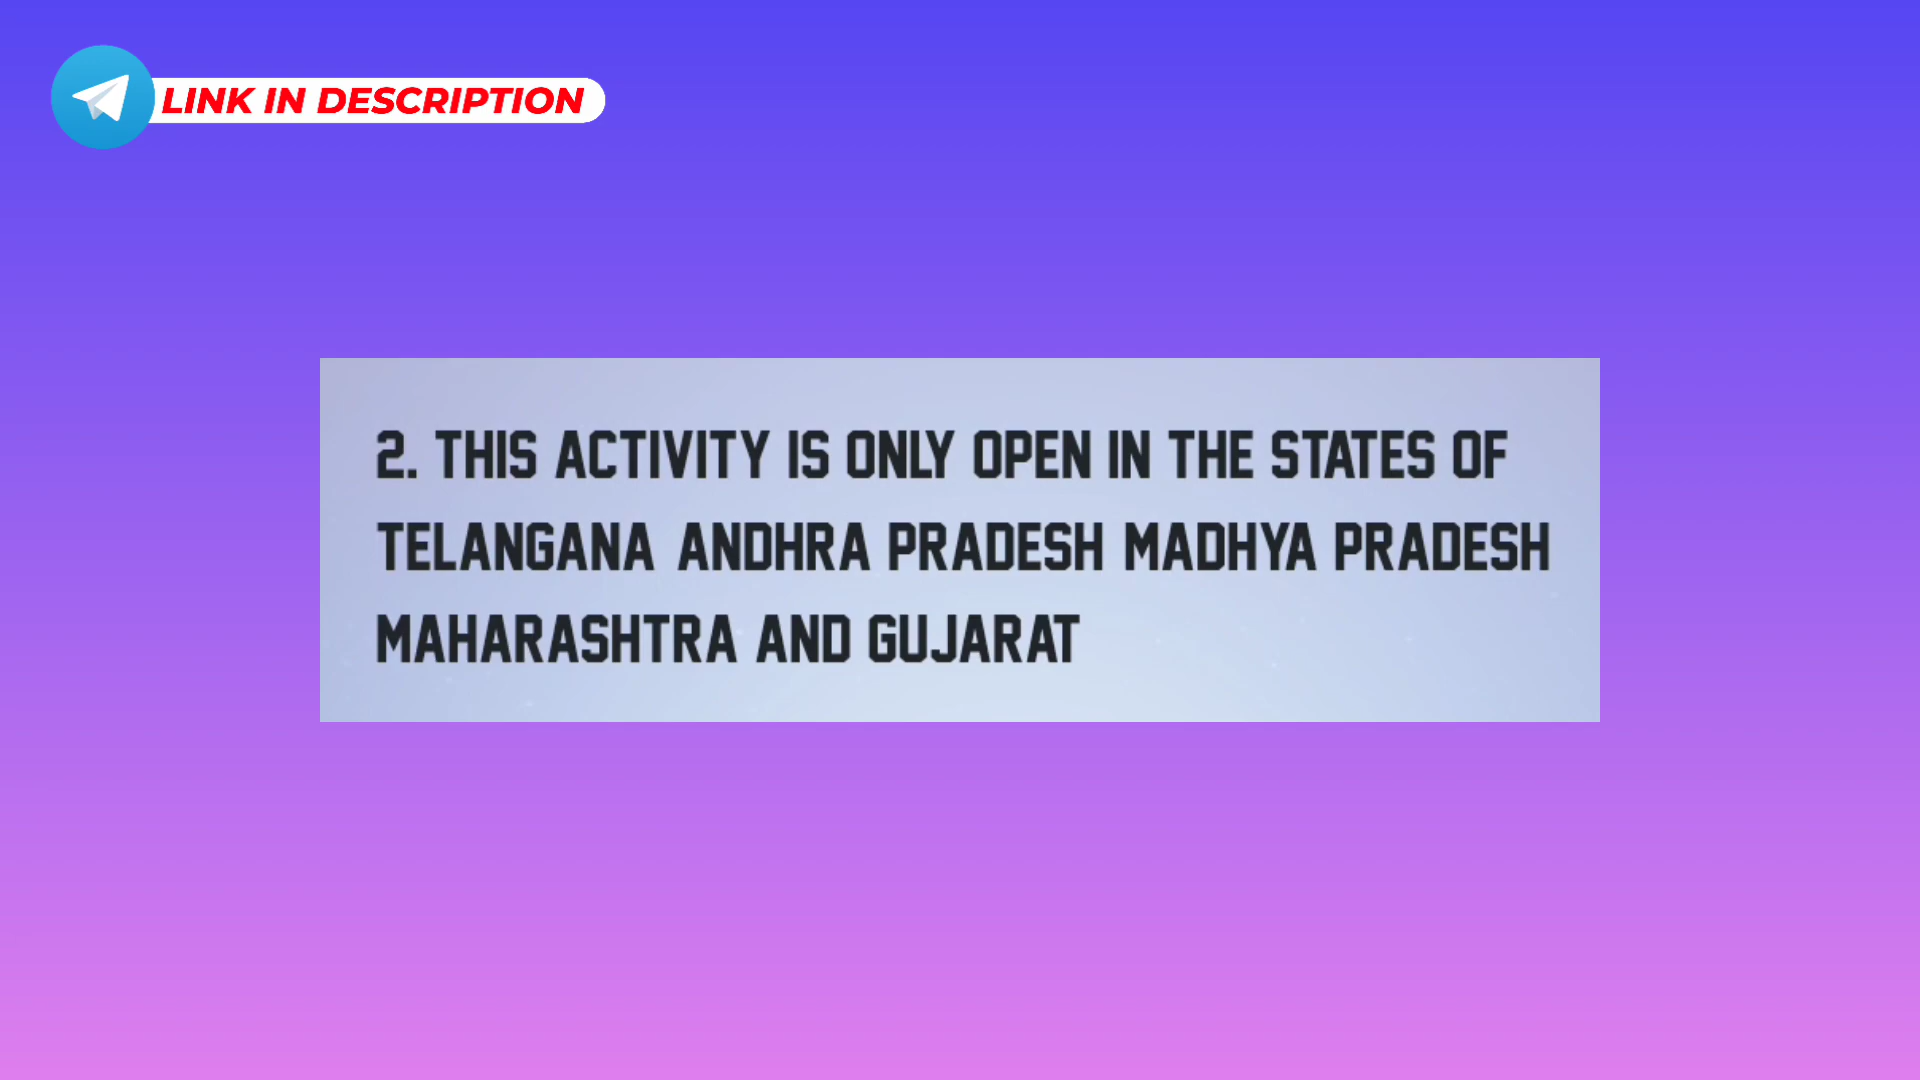 LINK IN DESCRIPTION
2. THIS ACTIVITY IS ONLY OPEN IN THE STATES OF
TELANGANA ANDHRA PRADESH MADHYA PRADESH
MAHARASHTRA AND GUJARAT